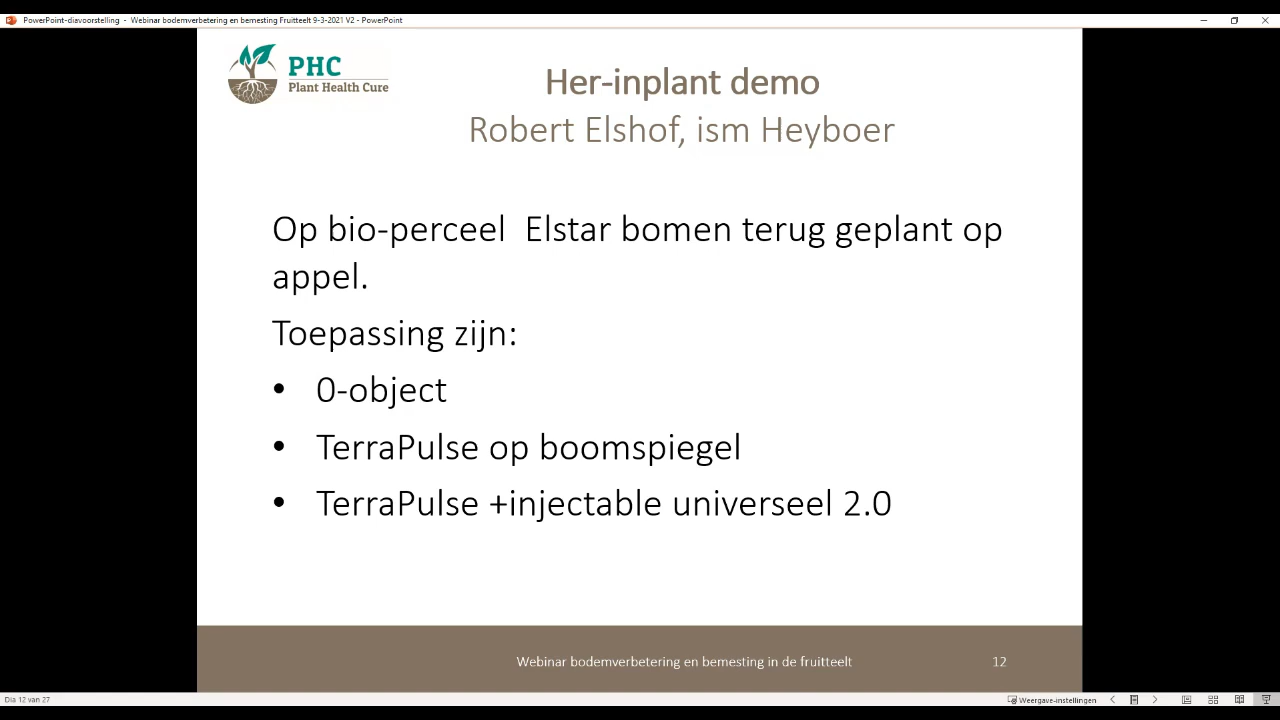 PowerPoint-diavoorstelling - Webinar bodemverbetering en bemesting Fruitteelt 9-3-2021 V2 - PowerPoint
PHC
Plant Health Cure
Her-inplant demo
Robert Elshof, ism Heyboer
Op bio-perceel Elstar bomen terug geplant op
appel.
Toepassing zijn:
• 0-object
• TerraPulse op boomspiegel
• TerraPulse +injectable universeel 2.0
Webinar bodemverbetering en bemesting in de fruitteelt 12
Dia 12 van 27 Weergave-instellingen